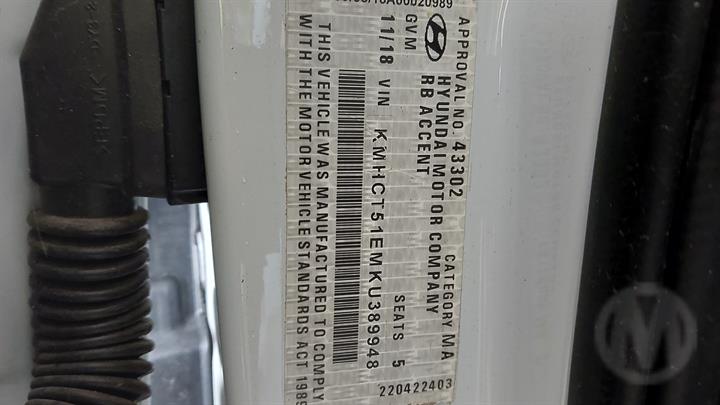 APPROVAL 43302 CATEGORY MA
HYUNDAI MOTOR COMPANY
RB ACCENT
GVM
11/18 VIN KMHCT51EMKU389948 SEATS 5
THIS VEHICLE WAS MANUFACTURED TO COMPLY
WITH THE MOTOR VEHICLE STANDARDS ACT 1989
220422403
M